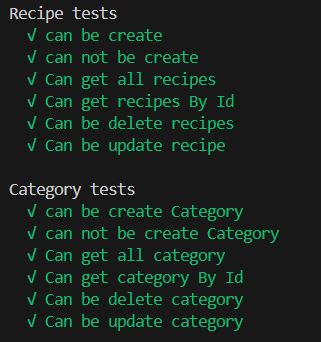 Recipe tests
√ can be create
√ can not be create
√ Can get all recipes
√ Can get recipes By Id
√ Can be delete recipes
√ Can be update recipe
Category tests
√ can be create Category
√ can not be create Category
√ Can get all category
√ Can get category By Id
√ Can be delete category
√ Can be update category